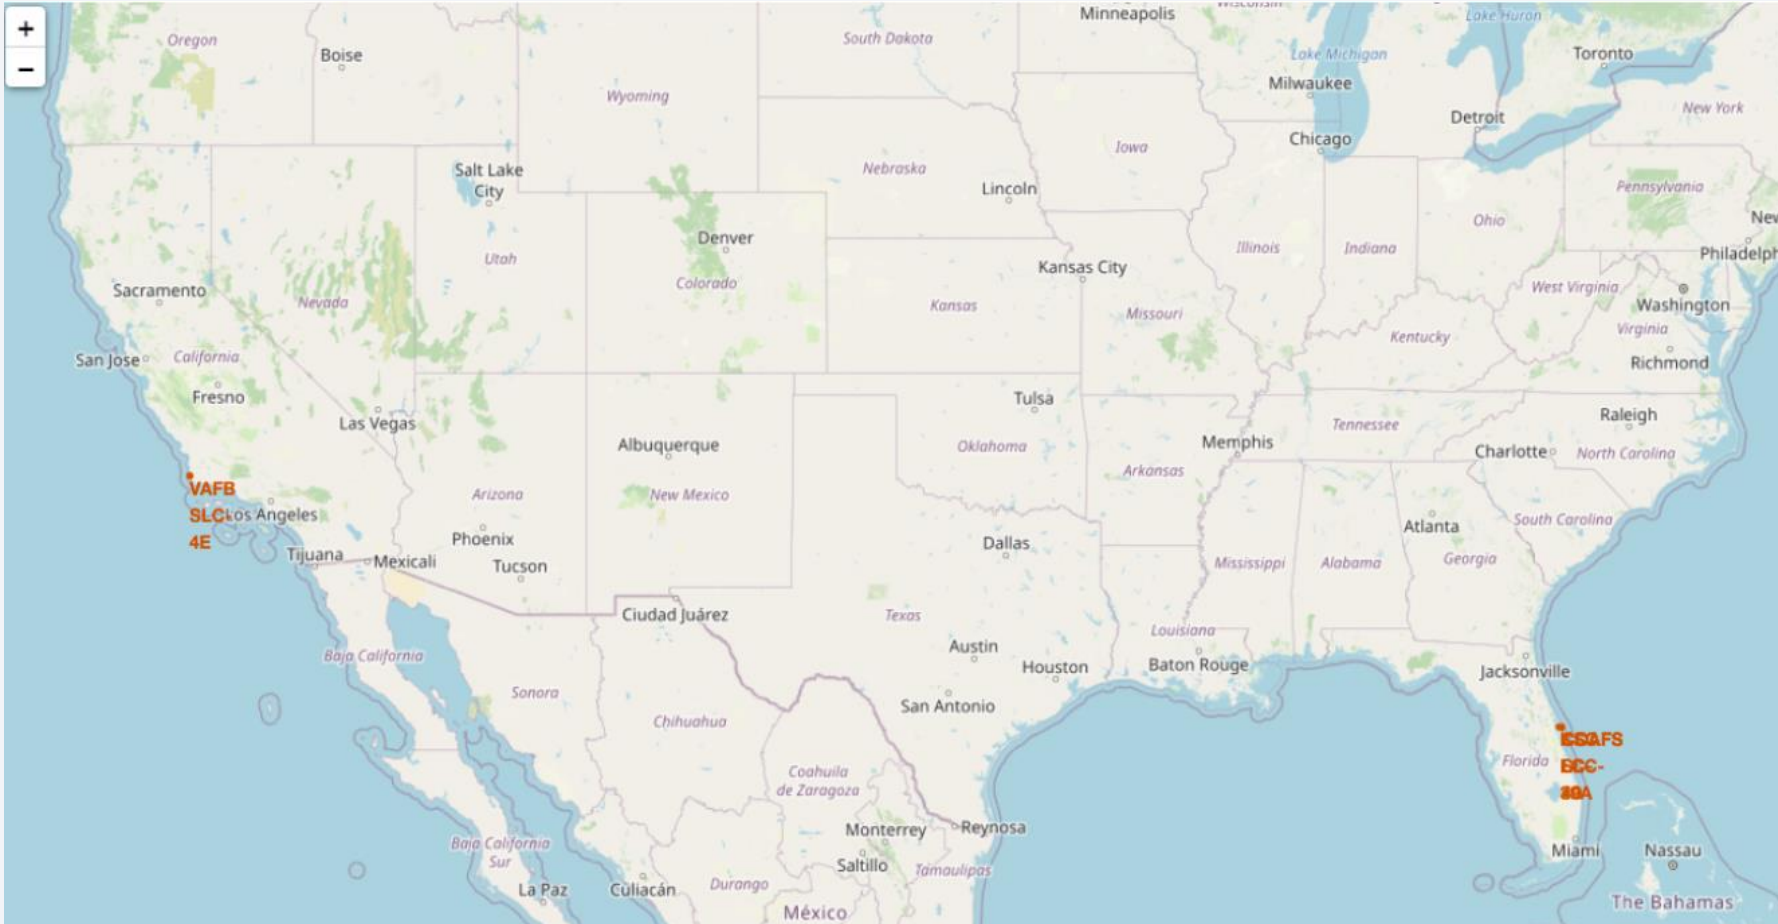 +
−
Minneapolis
Wisconsin
Lake Huron
Oregon
South Dakota
Boise
Lake Michigan
Toronto
Milwaukee
Wyoming
New York
Detroit
Chicago
Iowa
Nebraska
Salt Lake
City
Lincoln
Pennsylvania
Ohio
New
Denver
Illinois
Indiana
Philadelph
Utah
Kansas City
Colorado
West Virginia
Sacramento
Nevada
Kansas
Washington
Missouri
Virginia
Kentucky
San Jose
California
Richmond
Fresno
Tulsa
Las Vegas
Raleigh
Tennessee
Albuquerque
Oklahoma
Memphis
Charlotte
North Carolina
Arkansas
VAFB
SLC-
4E
Los Angeles
Arizona
New Mexico
South Carolina
Atlanta
Phoenix
Dallas
Tijuana
Mexicali
Tucson
Mississippi
Alabama
Georgia
Ciudad Juárez
Texas
Louisiana
Austin
Baja California
Houston
Baton Rouge
Jacksonville
Sonora
San Antonio
Chihuahua
Florida
Coahuila
de Zaragoza
Monterrey
Reynosa
Baja California
Sur
Miami
Nassau
Saltillo
Tamaulipas
La Paz
Culiacán
Durango
The Bahamas
México